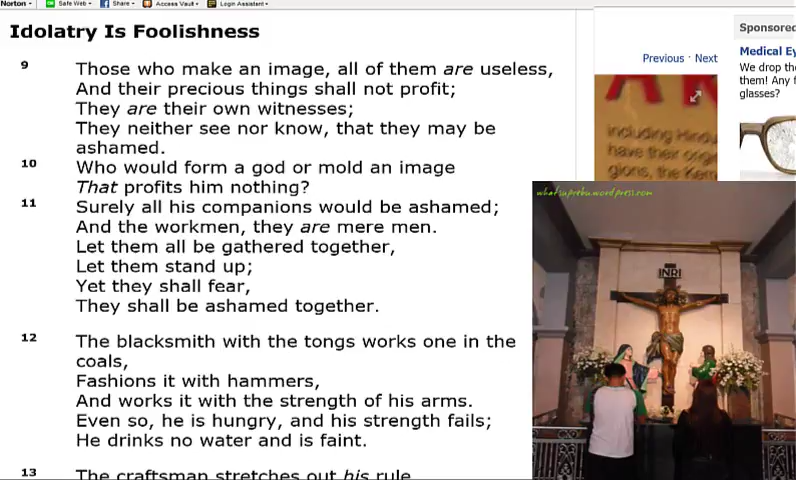 Norton
Safe Web
Share
Access Vault
Login Assistant
Idolatry Is Foolishness
9 Those who make an image, all of them are useless,
And their precious things shall not profit;
They are their own witnesses;
They neither see nor know, that they may be
ashamed.
10 Who would form a god or mold an image
That profits him nothing?
11 Surely all his companions would be ashamed;
And the workmen, they are mere men.
Let them all be gathered together,
Let them stand up;
Yet they shall fear,
They shall be ashamed together.
12 The blacksmith with the tongs works one in the
coals,
Fashions it with hammers,
And works it with the strength of his arms.
Even so, he is hungry, and his strength fails;
He drinks no water and is faint.
13 The craftsman stretches out his rule
Previous · Next
including Hindu
have their
Sponsored
Medical Ey
We drop the
them! Any f
glasses?
whatsuprebu.wordpress.com
INRI